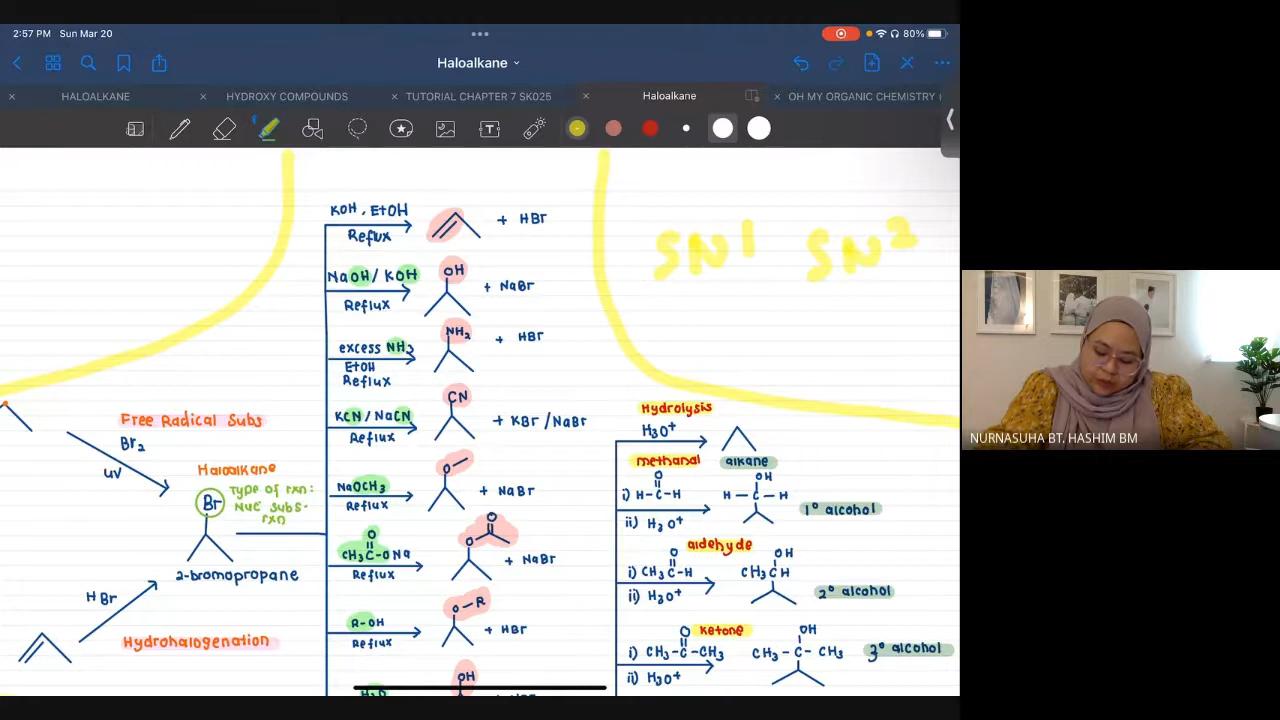 2:57 PM Sun Mar 20
80%
Haloalkane
HALOALKANE
HYDROXY COMPOUNDS
TUTORIAL CHAPTER 7 SK025
Haloalkane
OH MY ORGANIC CHEMISTRY
SN1 SN2
KOH, EtOH
Reflux
+ HBr
NaOH / KOH
Reflux
OH
+ NaBr
excess NH3
EtOH
Reflux
NH2
+ HBr
KCN / NaCN
Reflux
CN
+ KBr / NaBr
NaOCH3
Reflux
O
+ NaBr
O
CH3C-ONa
Reflux
O
O
+ NaBr
R-OH
Reflux
O-R
+ HBr
H2O
OH
Free Radical Subs
Br2
UV
Haloalkane
Type of rxn:
Nuc subs-
rxn
Br
2-bromopropane
HBr
Hydrohalogenation
Hydrolysis
H3O+
alkane
methanal
O
i) H-C-H
ii) H3O+
OH
H-C-H
1° alcohol
aldehyde
O
i) CH3C-H
ii) H3O+
OH
CH3CH
2° alcohol
ketone
O
i) CH3-C-CH3
ii) H3O+
OH
CH3-C-CH3
3° alcohol
NURNASUHA BT. HASHIM BM